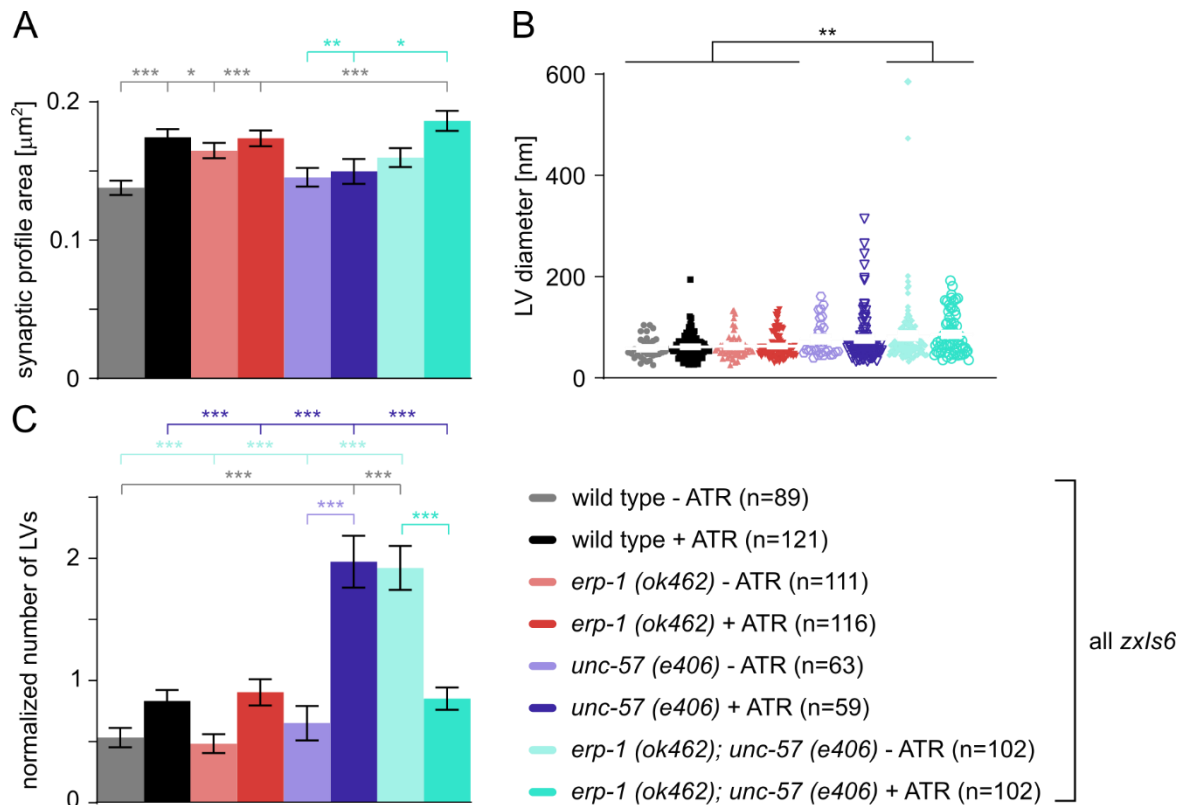 A
** *
*** * *** ***
synaptic profile area [μm²]
0.2
0.1
0
B
**
LV diameter [nm]
600
400
200
0
C
*** *** ***
*** *** ***
*** ***
***
***
normalized number of LVs
2
1
0
wild type - ATR (n=89)
wild type + ATR (n=121)
erp-1 (ok462) - ATR (n=111)
erp-1 (ok462) + ATR (n=116)
unc-57 (e406) - ATR (n=63)
unc-57 (e406) + ATR (n=59)
erp-1 (ok462); unc-57 (e406) - ATR (n=102)
erp-1 (ok462); unc-57 (e406) + ATR (n=102)
all zxIs6